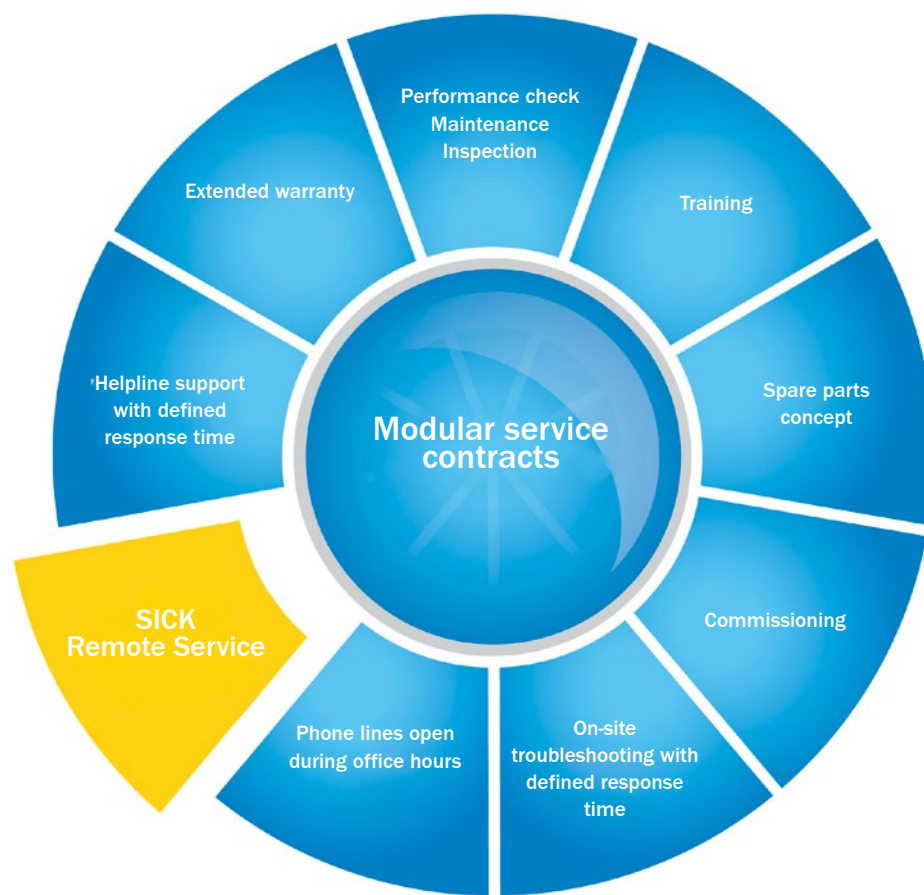 Performance check
Maintenance
Inspection
Training
Spare parts
concept
Commissioning
On-site
troubleshooting with
defined response
time
Phone lines open
during office hours
SICK
Remote Service
Helpline support
with defined
response time
Extended warranty
Modular service
contracts